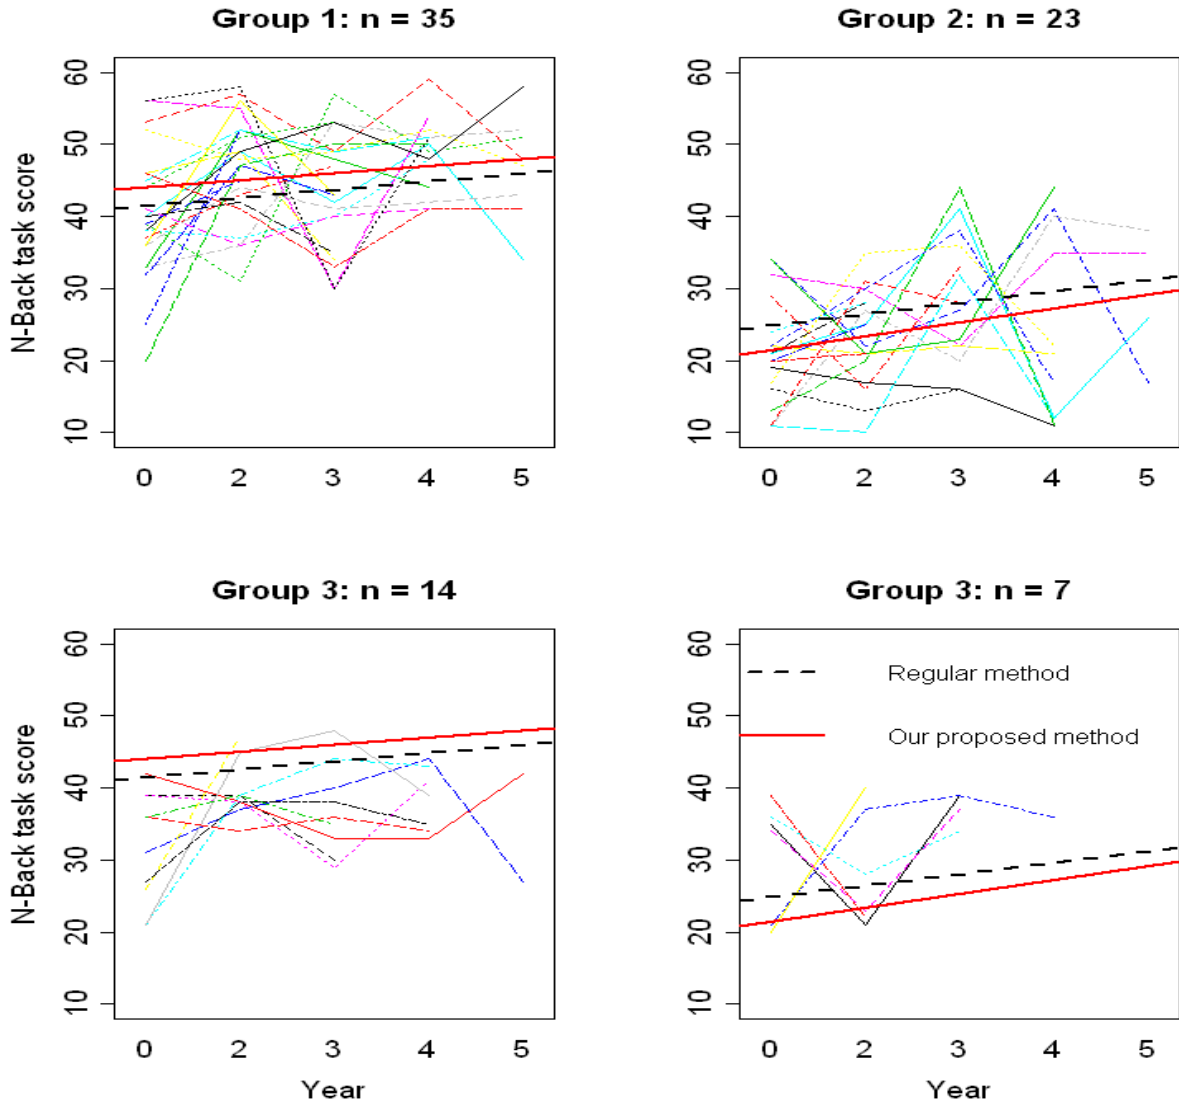 Group 1: n = 35
Group 2: n = 23
N-Back task score
60
50
40
30
20
10
0 2 3 4 5
60
50
40
30
20
10
0 2 3 4 5
Group 3: n = 14
Group 3: n = 7
N-Back task score
60
50
40
30
20
10
0 2 3 4 5
Year
60
50
40
30
20
10
Regular method
Our proposed method
0 2 3 4 5
Year